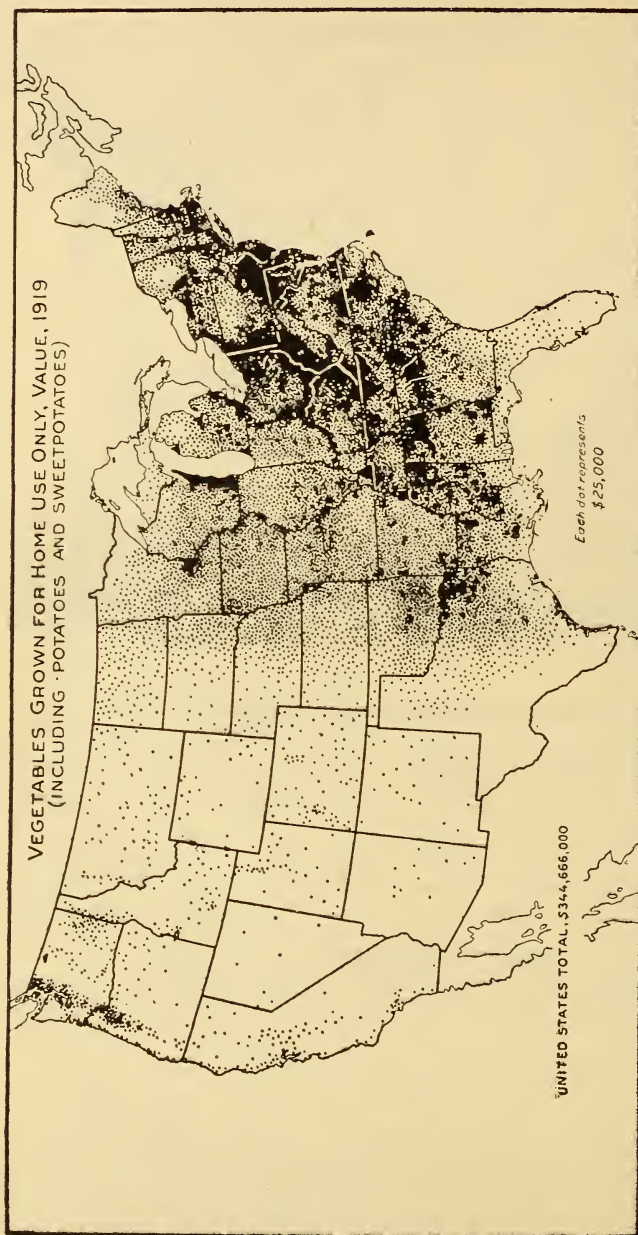 VEGETABLES GROWN FOR HOME USE ONLY, VALUE, 1919
(INCLUDING POTATOES AND SWEETPOTATOES)
Each dot represents
$25,000
UNITED STATES TOTAL, $344,666,000